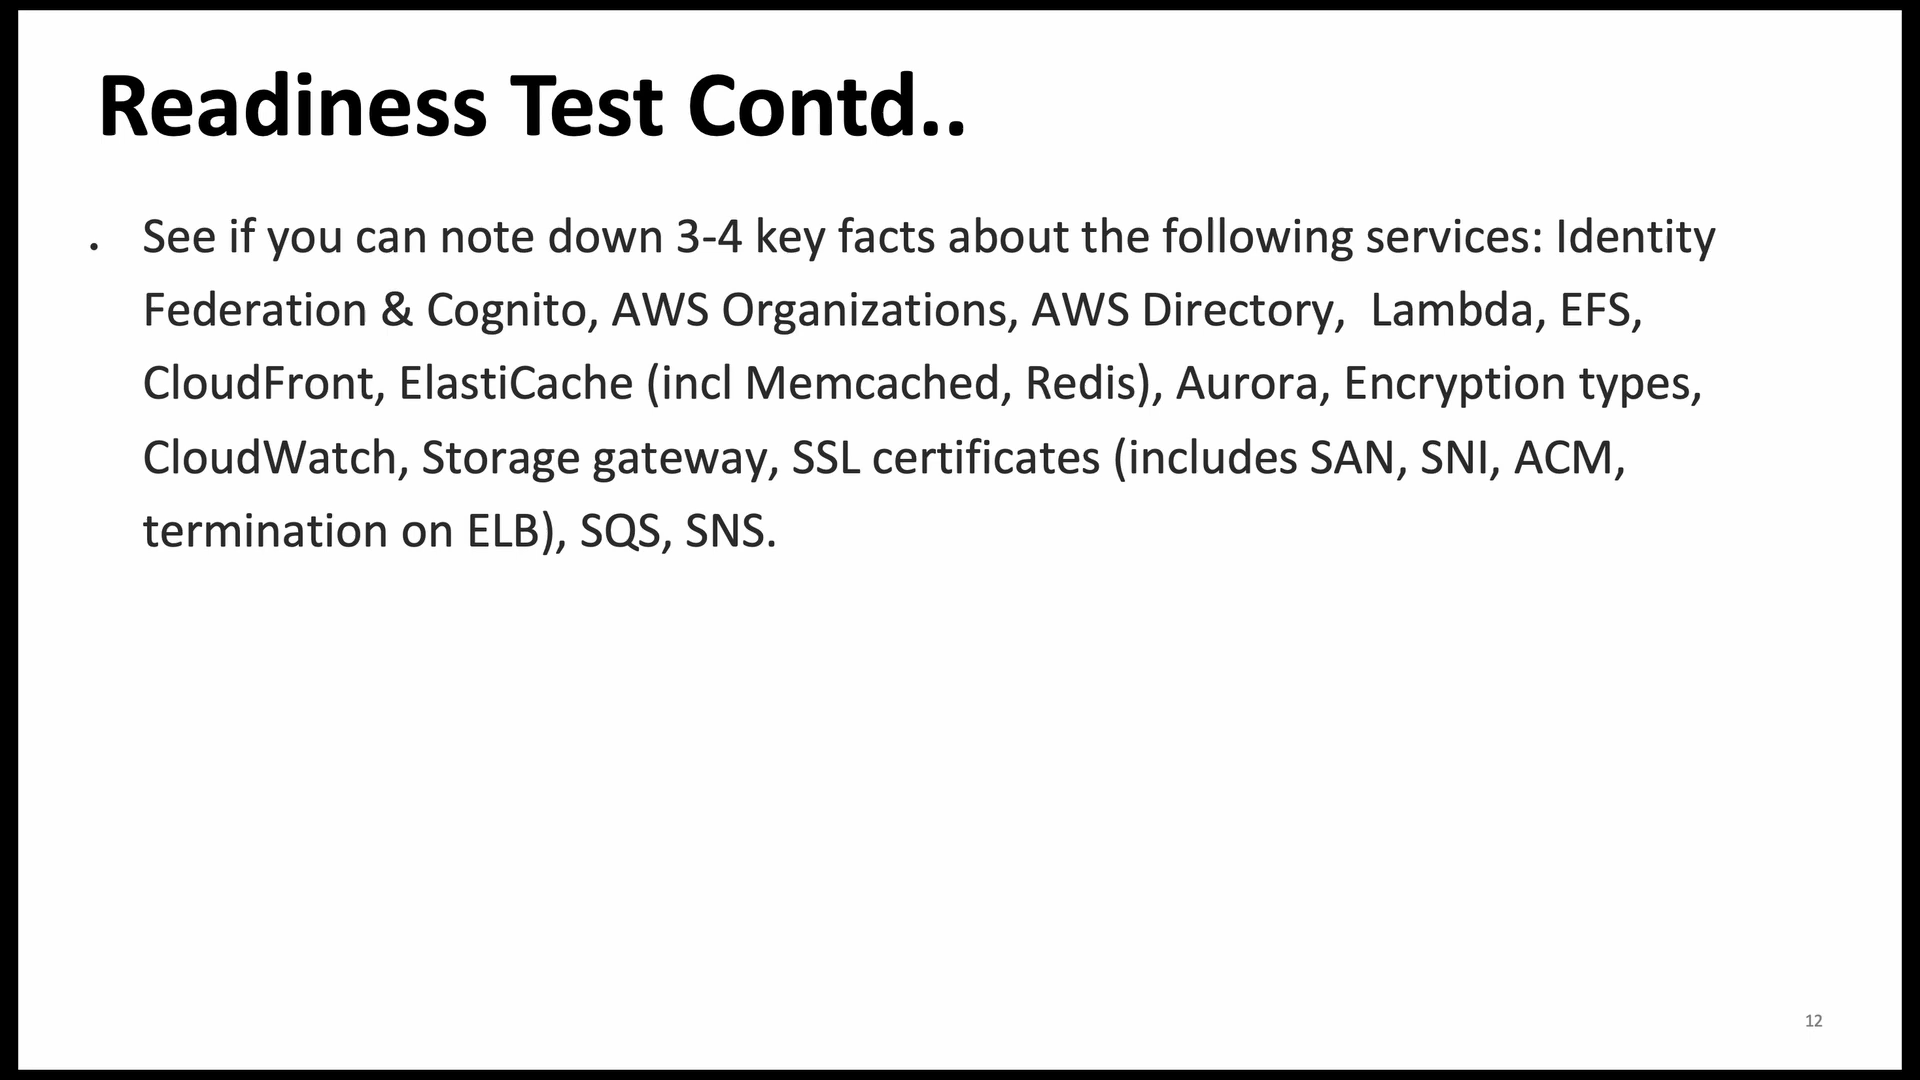 Readiness Test Contd..
• See if you can note down 3-4 key facts about the following services: Identity
Federation & Cognito, AWS Organizations, AWS Directory,  Lambda, EFS,
CloudFront, ElastiCache (incl Memcached, Redis), Aurora, Encryption types,
CloudWatch, Storage gateway, SSL certificates (includes SAN, SNI, ACM,
termination on ELB), SQS, SNS.
12